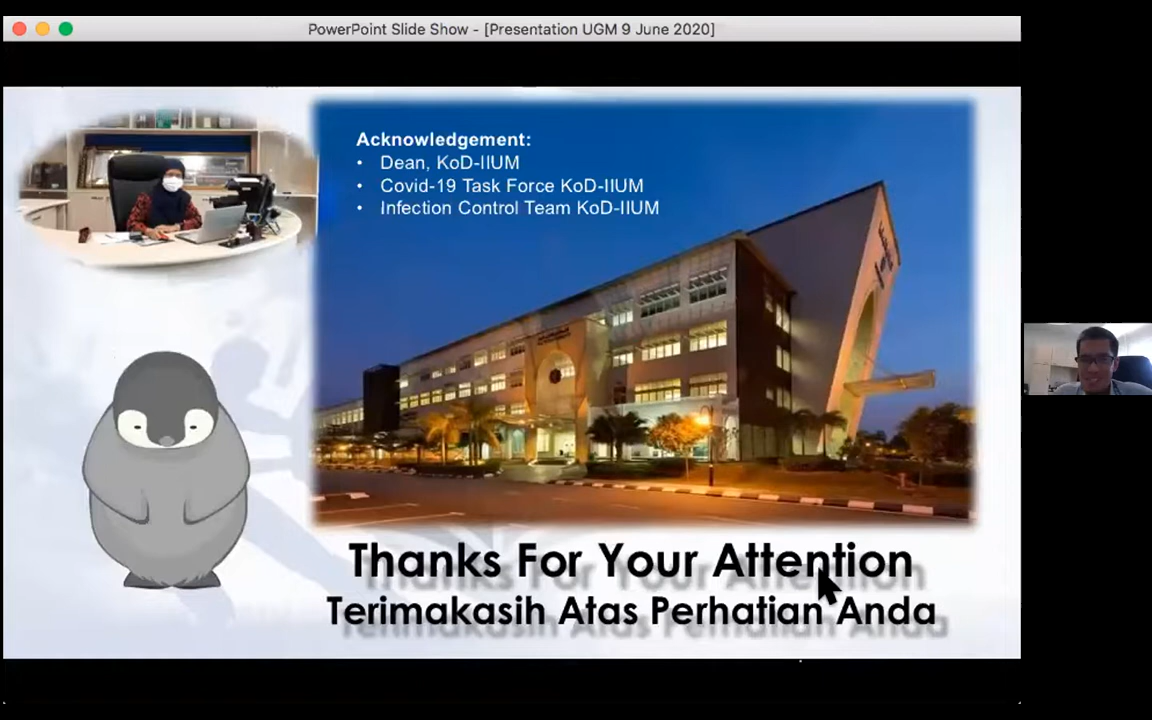 PowerPoint Slide Show - [Presentation UGM 9 June 2020]
Acknowledgement:
• Dean, KoD-IIUM
• Covid-19 Task Force KoD-IIUM
• Infection Control Team KoD-IIUM
Thanks For Your Attention
Terimakasih Atas Perhatian Anda